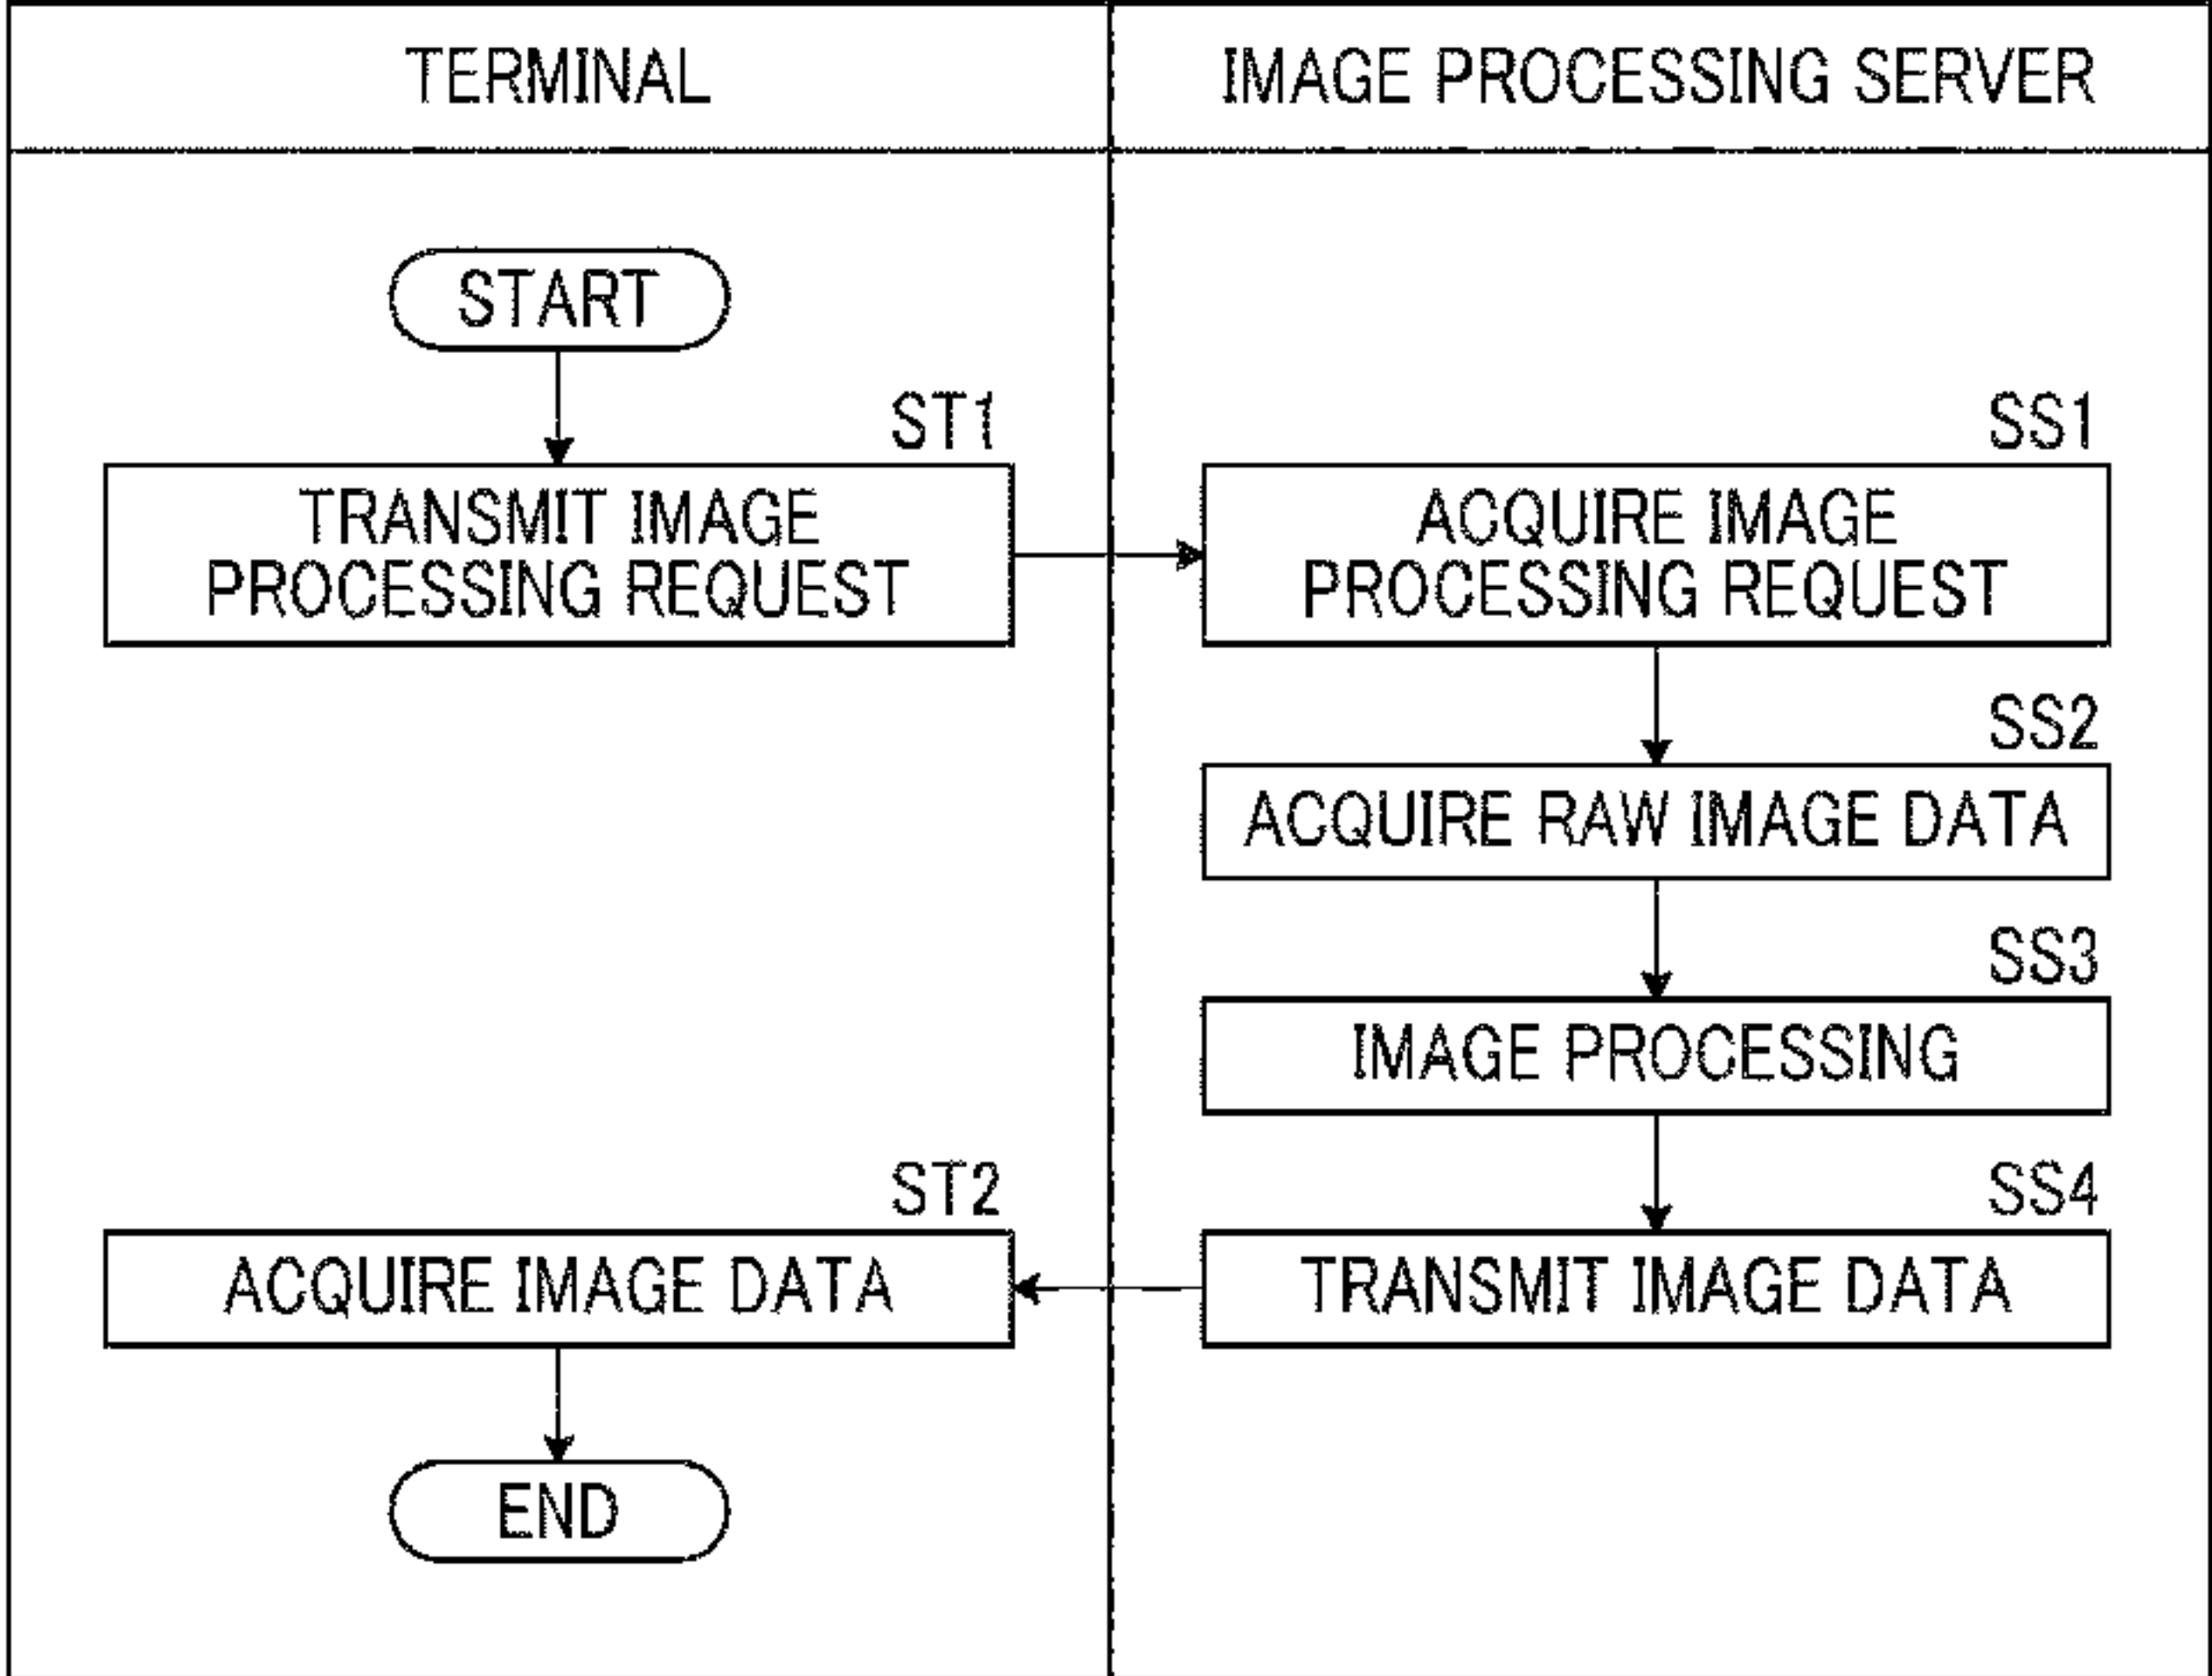 TERMINAL
IMAGE PROCESSING SERVER
START
ST1
TRANSMIT IMAGE
PROCESSING REQUEST
SS1
ACQUIRE IMAGE
PROCESSING REQUEST
SS2
ACQUIRE RAW IMAGE DATA
SS3
IMAGE PROCESSING
SS4
TRANSMIT IMAGE DATA
ST2
ACQUIRE IMAGE DATA
END